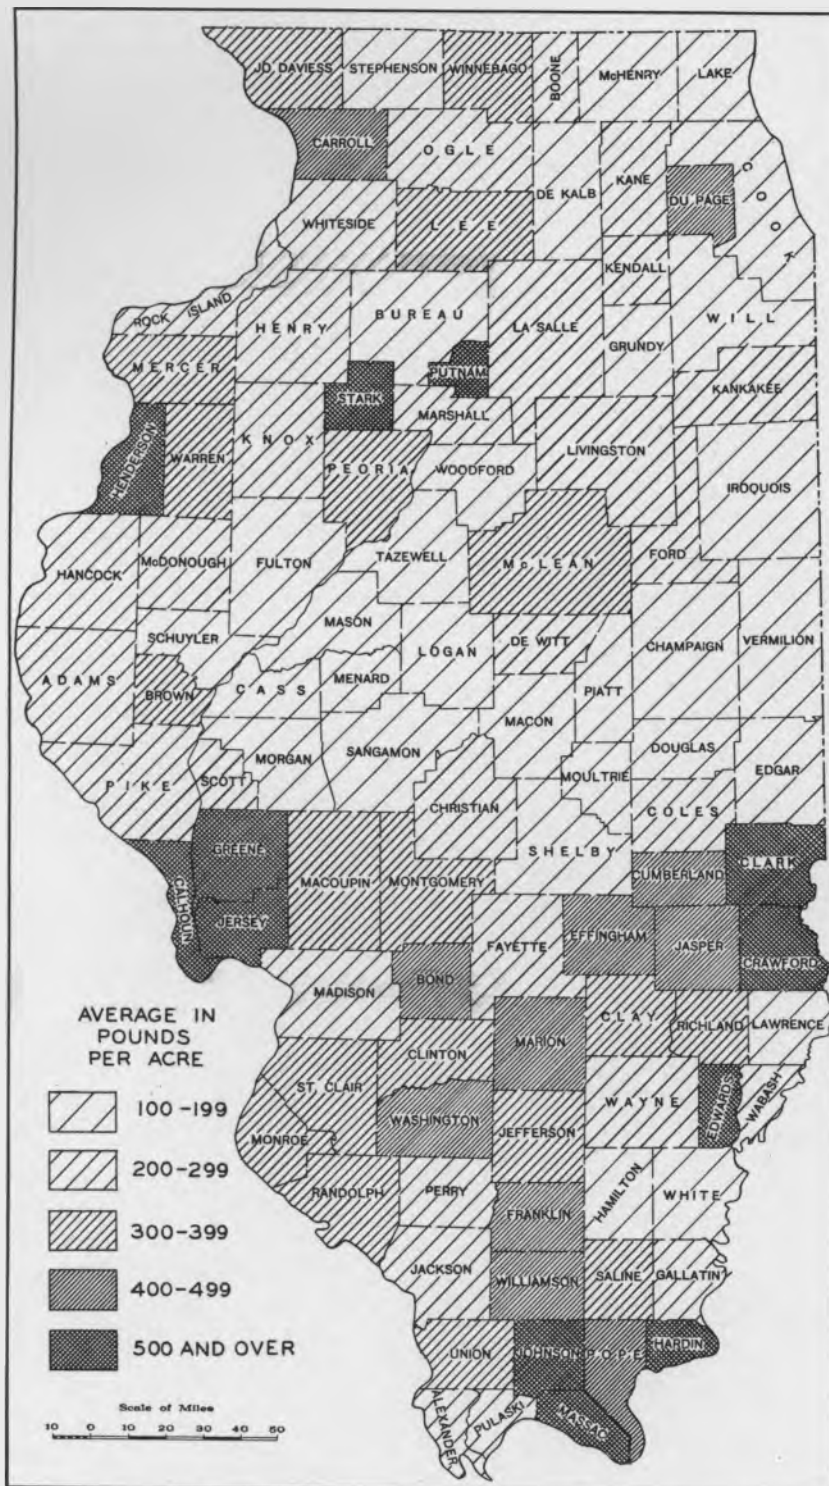 JO DAVIESS
STEPHENSON
WINNEBAGO
BOONE
McHENRY
LAKE
CARROLL
OGLE
DE KALB
KANE
DU PAGE
COOK
WHITESIDE
LEE
KENDALL
ROCK ISLAND
HENRY
BUREAU
LA SALLE
GRUNDY
WILL
MERCER
STARK
PUTNAM
KANKAKEE
HENDERSON
WARREN
KNOX
MARSHALL
PEORIA
WOODFORD
LIVINGSTON
IROQUOIS
HANCOCK
McDONOUGH
FULTON
TAZEWELL
McLEAN
FORD
SCHUYLER
MASON
LOGAN
DE WITT
CHAMPAIGN
VERMILION
ADAMS
BROWN
CASS
MENARD
PIATT
MACON
PIKE
SCOTT
MORGAN
SANGAMON
MOULTRIE
DOUGLAS
EDGAR
CHRISTIAN
COLES
SHELBY
CALHOUN
GREENE
JERSEY
MACOUPIN
MONTGOMERY
CUMBERLAND
CLARK
FAYETTE
EFFINGHAM
JASPER
CRAWFORD
MADISON
BOND
MARION
CLAY
RICHLAND
LAWRENCE
CLINTON
ST. CLAIR
WASHINGTON
JEFFERSON
WAYNE
EDWARDS
WABASH
MONROE
RANDOLPH
PERRY
FRANKLIN
HAMILTON
WHITE
JACKSON
WILLIAMSON
SALINE
GALLATIN
UNION
JOHNSON
POPE
HARDIN
ALEXANDER
PULASKI
MASSAC
AVERAGE IN
POUNDS
PER ACRE
100-199
200-299
300-399
400-499
500 AND OVER
Scale of Miles
10 0 10 20 30 40 50